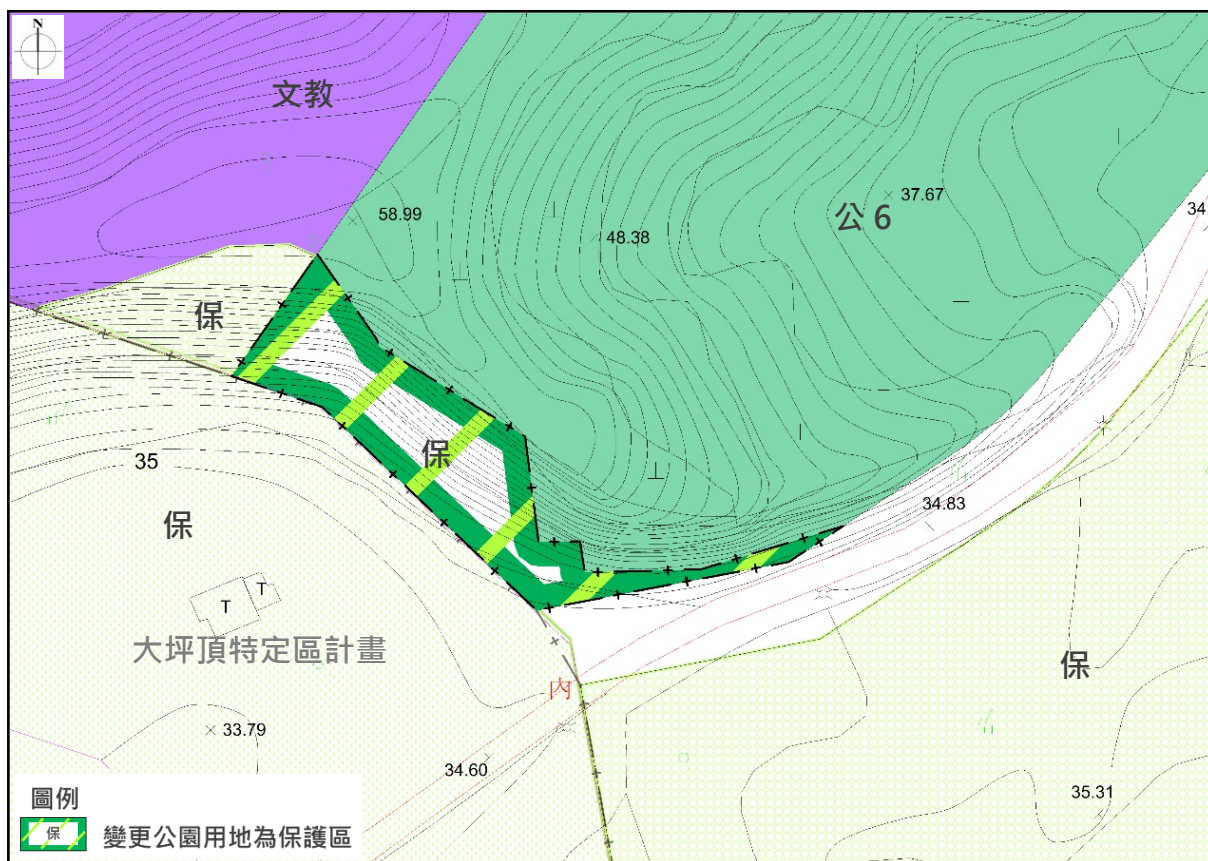 N
文教
58.99
37.67
公 6
34.
48.38
保
保
35
34.83
保
T
T
大坪頂特定區計畫
保
內
33.79
34.60
35.31
圖例
保
變更公園用地為保護區